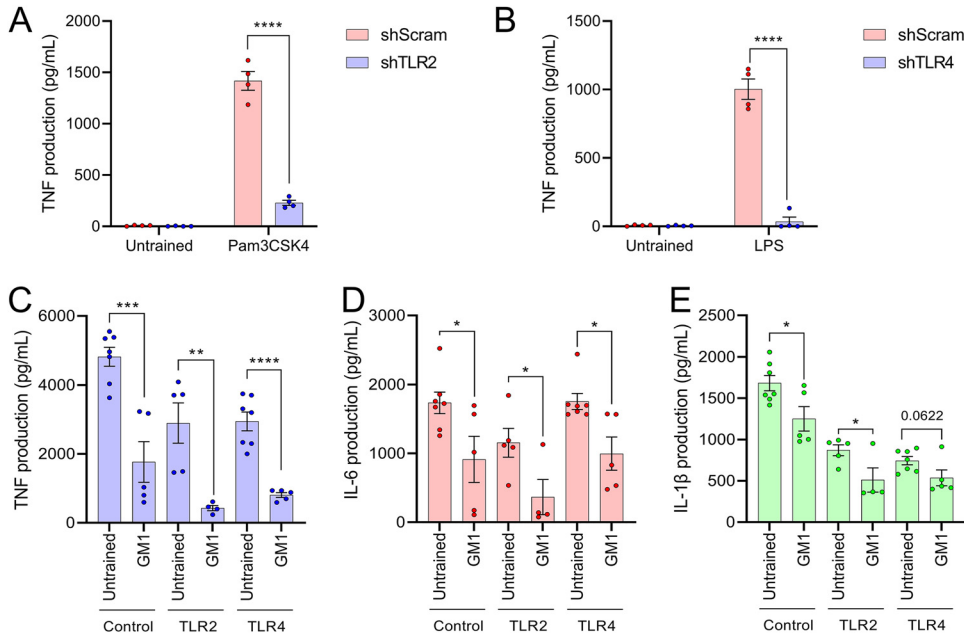 A
TNF production (pg/mL)
2000
1500
1000
500
0
****
Untrained
Pam3CSK4
shScram
shTLR2
B
TNF production (pg/mL)
1500
1000
500
0
****
Untrained
LPS
shScram
shTLR4
C
TNF production (pg/mL)
6000
4000
2000
0
***
**
****
Untrained
GM1
Untrained
GM1
Untrained
GM1
Control
TLR2
TLR4
D
IL-6 production (pg/mL)
3000
2000
1000
0
*
*
*
Untrained
GM1
Untrained
GM1
Untrained
GM1
Control
TLR2
TLR4
E
IL-1β production (pg/mL)
2500
2000
1500
1000
500
0
*
*
0.0622
Untrained
GM1
Untrained
GM1
Untrained
GM1
Control
TLR2
TLR4